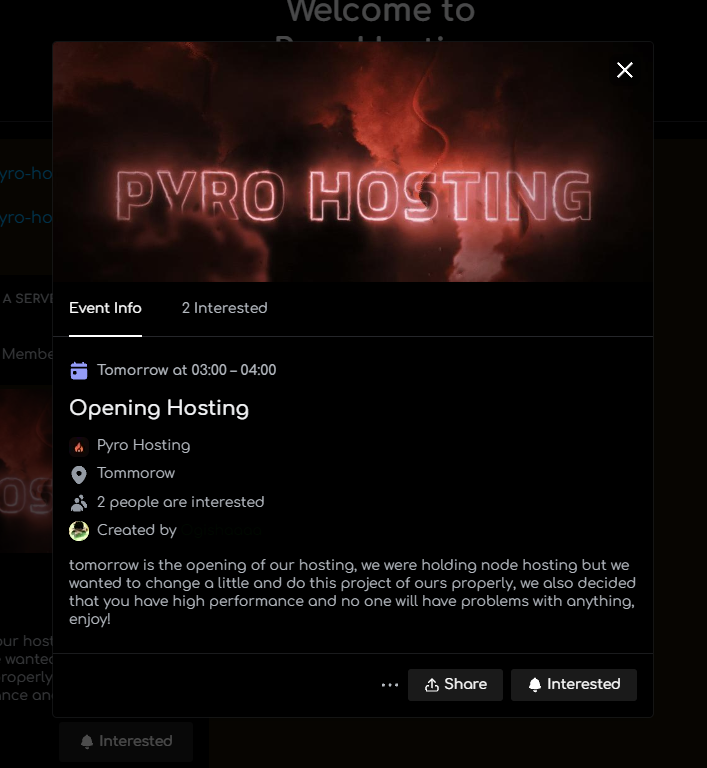 Welcome to
yro-ho
yro-ho
A SERVE
Membe
PYRO HOSTING
Event Info
2 Interested
Tomorrow at 03:00 – 04:00
Opening Hosting
Pyro Hosting
Tommorow
2 people are interested
Created by
tomorrow is the opening of our hosting, we were holding node hosting but we
wanted to change a little and do this project of ours properly, we also decided
that you have high performance and no one will have problems with anything,
enjoy!
our host
wanted
roperly
nce an
Share
Interested
Interested